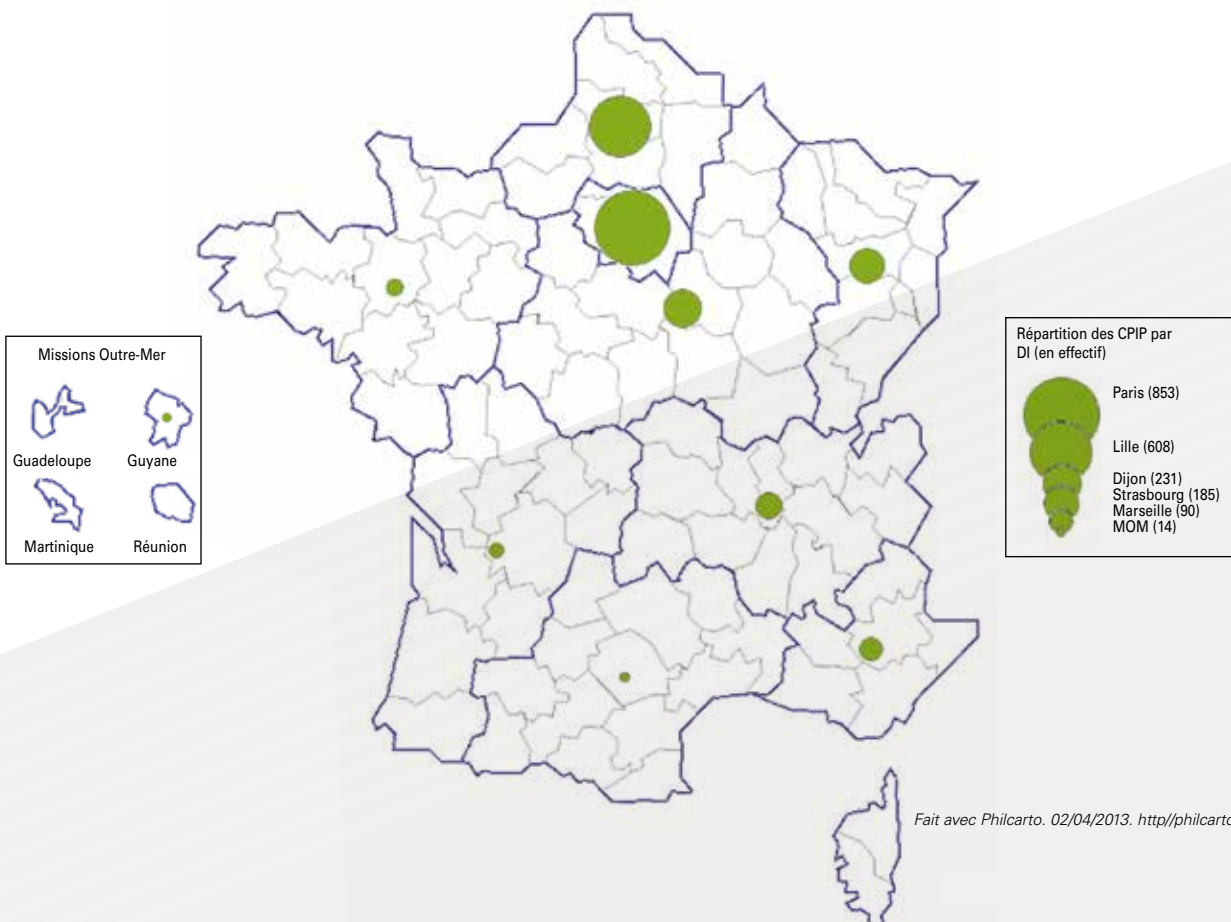 Missions Outre-Mer
Guadeloupe
Guyane
Martinique
Réunion
Répartition des CPIP par
DI (en effectif)
Paris (853)
Lille (608)
Dijon (231)
Strasbourg (185)
Marseille (90)
MOM (14)
Fait avec Philcarto. 02/04/2013. http//philcarto